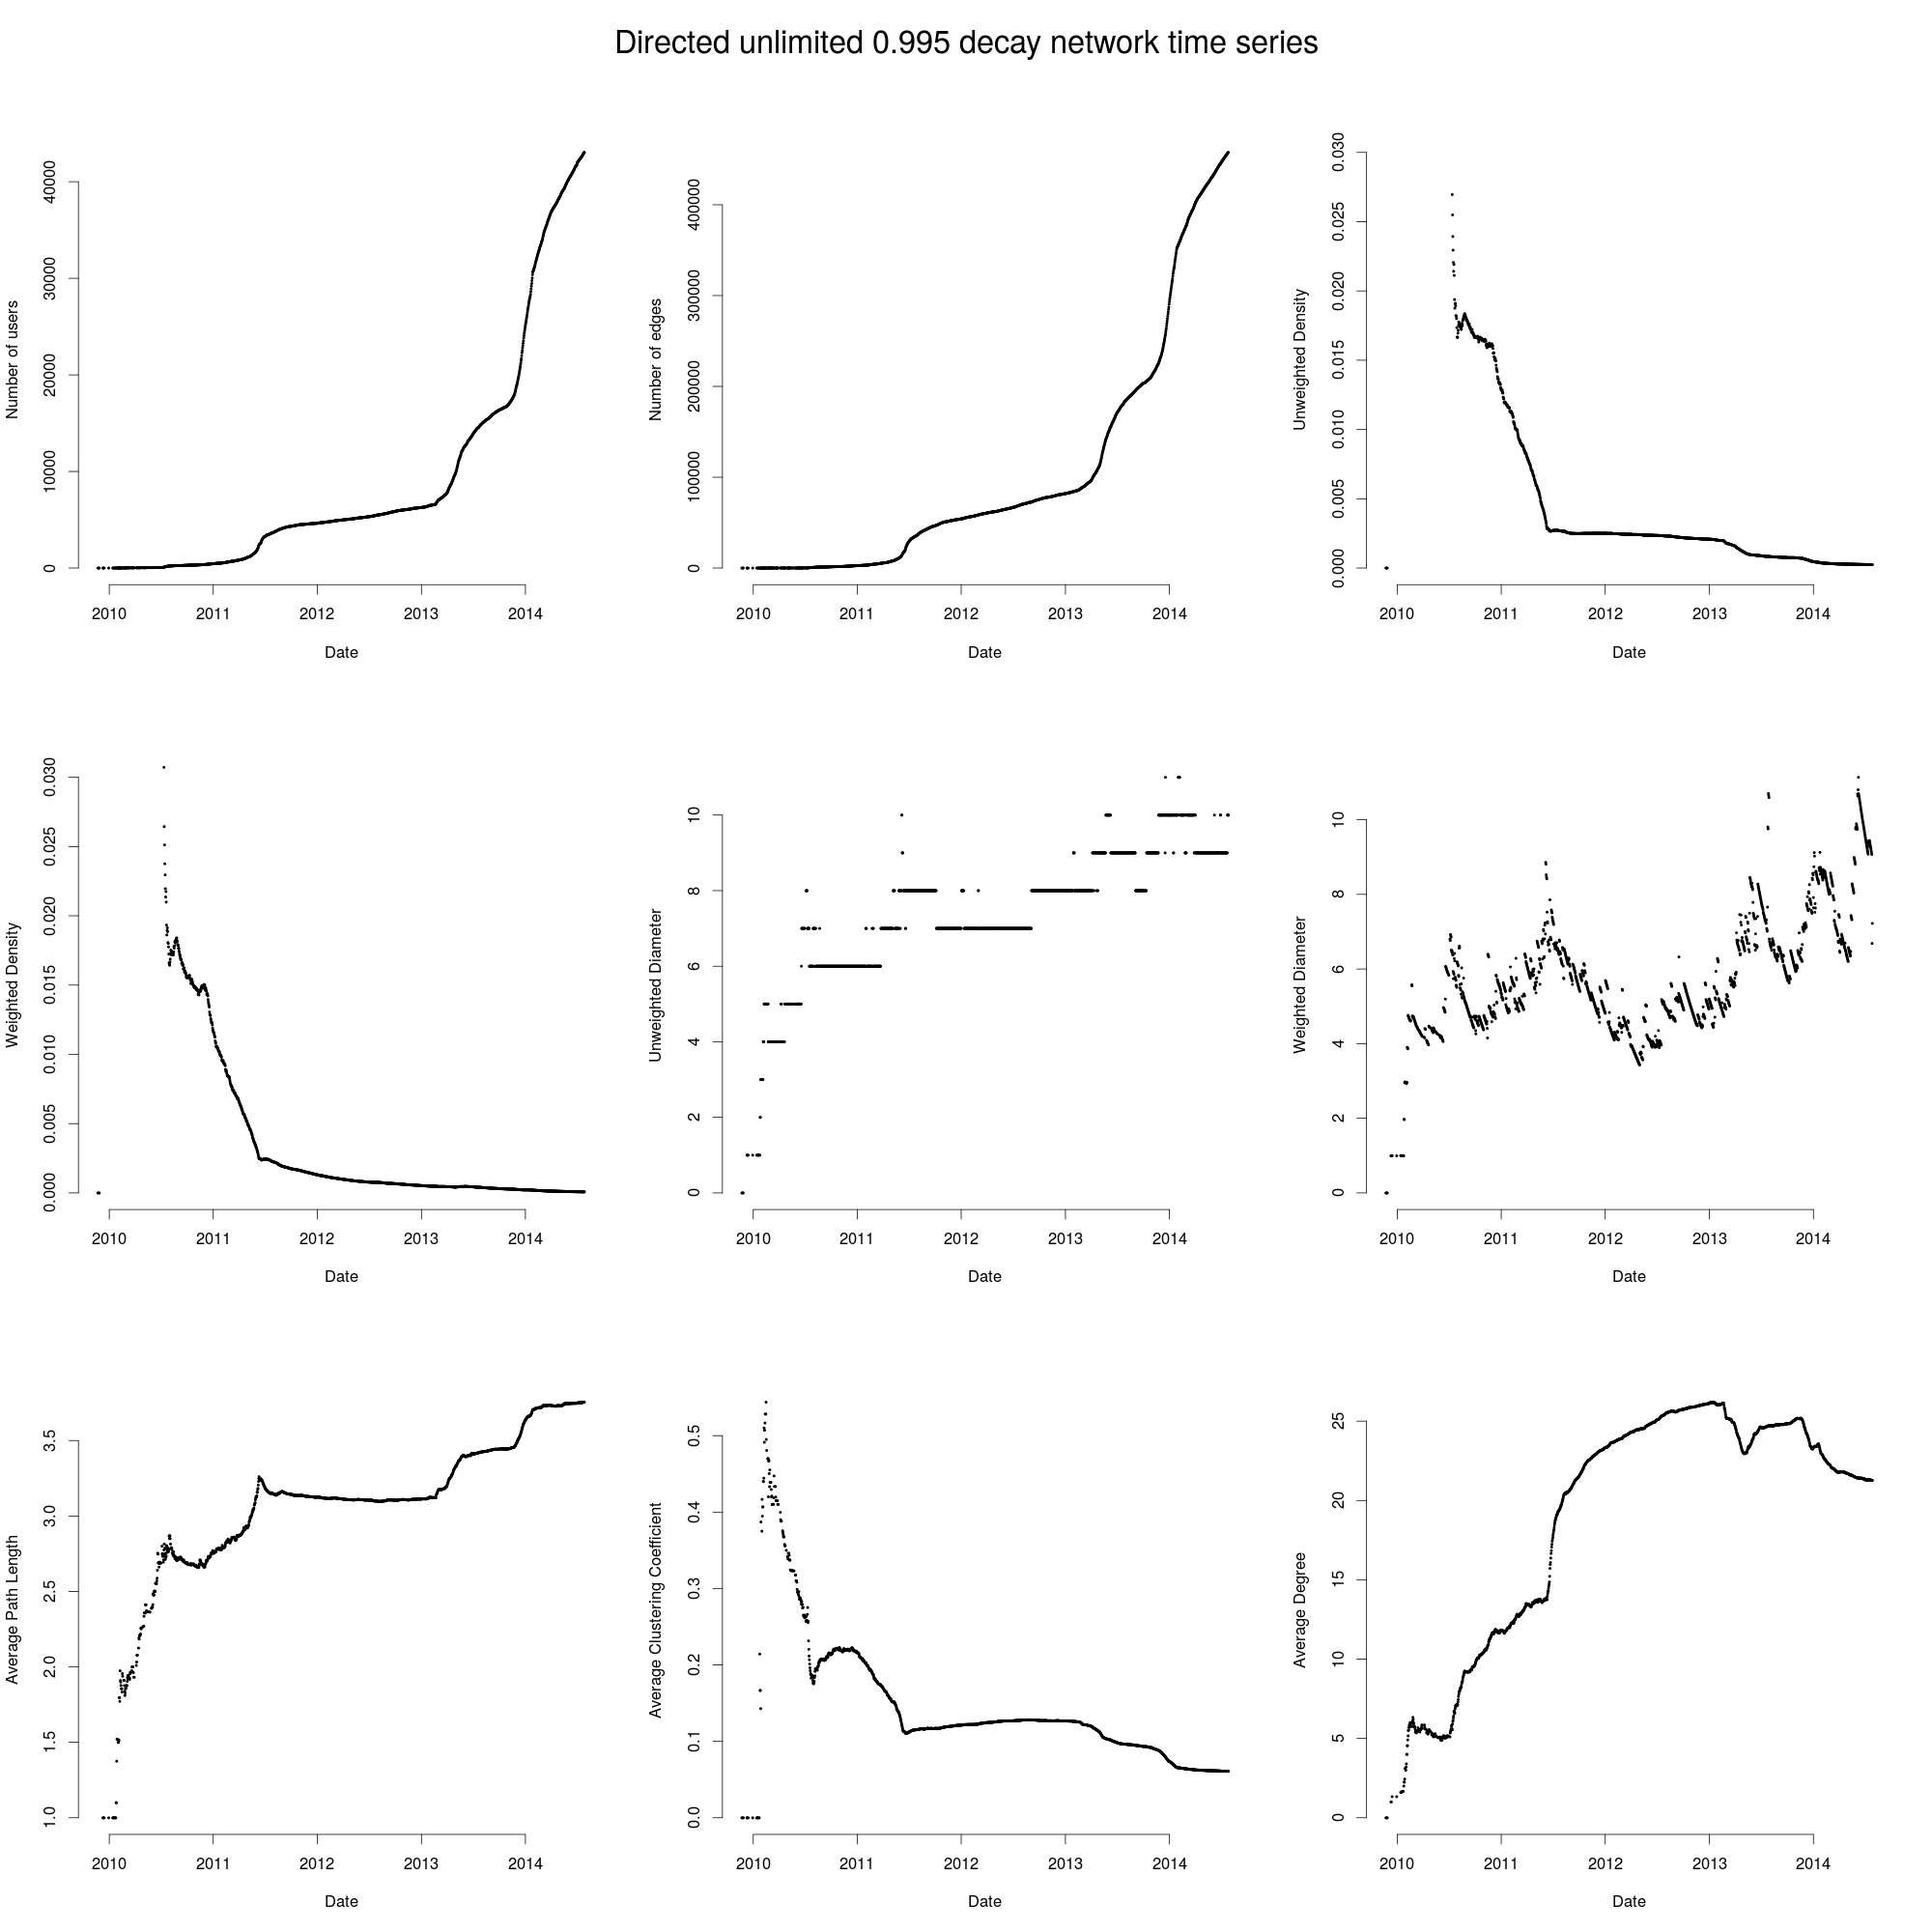 Directed unlimited 0.995 decay network time series
Number of users
0 10000 20000 30000 40000
2010 2011 2012 2013 2014
Date
Number of edges
0 100000 200000 300000 400000
2010 2011 2012 2013 2014
Date
Unweighted Density
0.000 0.005 0.010 0.015 0.020 0.025 0.030
2010 2011 2012 2013 2014
Date
Weighted Density
0.000 0.005 0.010 0.015 0.020 0.025 0.030
2010 2011 2012 2013 2014
Date
Unweighted Diameter
0 2 4 6 8 10
2010 2011 2012 2013 2014
Date
Weighted Diameter
0 2 4 6 8 10
2010 2011 2012 2013 2014
Date
Average Path Length
1.0 1.5 2.0 2.5 3.0 3.5
2010 2011 2012 2013 2014
Date
Average Clustering Coefficient
0.0 0.1 0.2 0.3 0.4 0.5
2010 2011 2012 2013 2014
Date
Average Degree
0 5 10 15 20 25
2010 2011 2012 2013 2014
Date